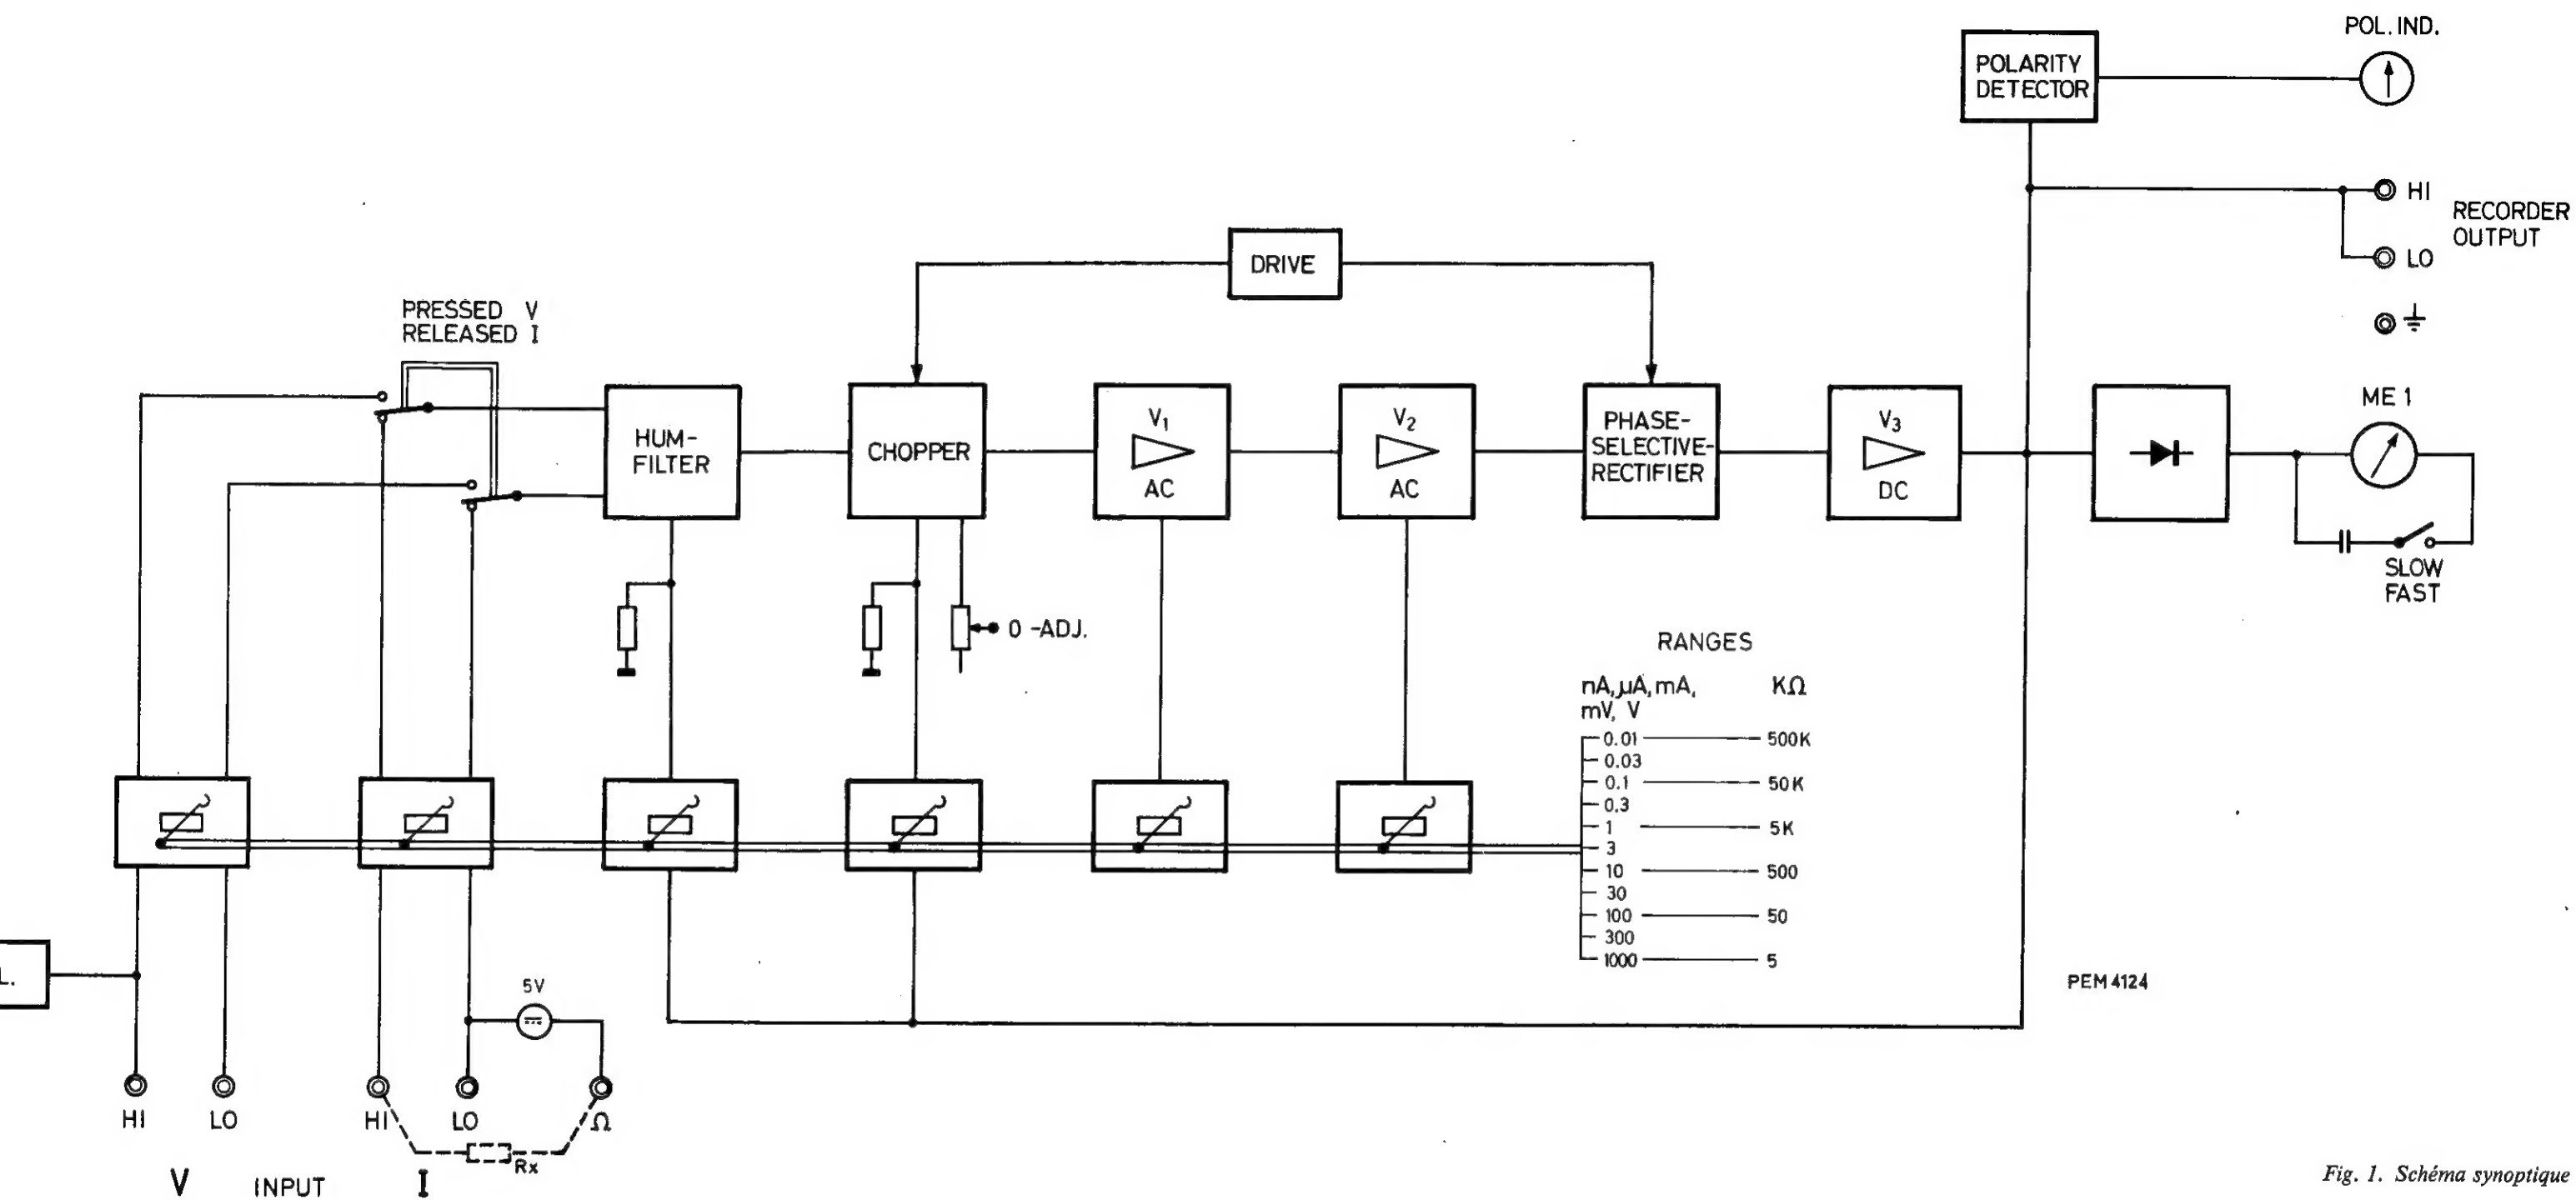 POL. IND.
POLARITY
DETECTOR
HI
RECORDER
OUTPUT
LO
DRIVE
PRESSED V
RELEASED I
HUM-
FILTER
CHOPPER
V₁
AC
V₂
AC
PHASE-
SELECTIVE-
RECTIFIER
V₃
DC
ME 1
SLOW
FAST
0 -ADJ.
RANGES
nA, µA, mA,
mV, V
KΩ
0.01 500K
0.03
0.1 50K
0.3
1 5K
3
10 500
30
100 50
300
1000 5
PEM 4124
L.
5V
HI
LO
HI
LO
Ω
Rx
V INPUT I
Fig. 1. Schéma synoptique